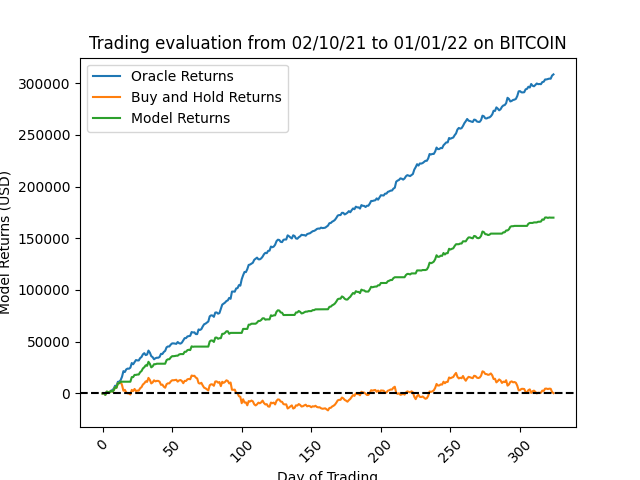 Trading evaluation from 02/10/21 to 01/01/22 on BITCOIN
Oracle Returns
Buy and Hold Returns
Model Returns
300000
250000
200000
150000
100000
50000
0
Model Returns (USD)
0
50
100
150
200
250
300
Day of Trading